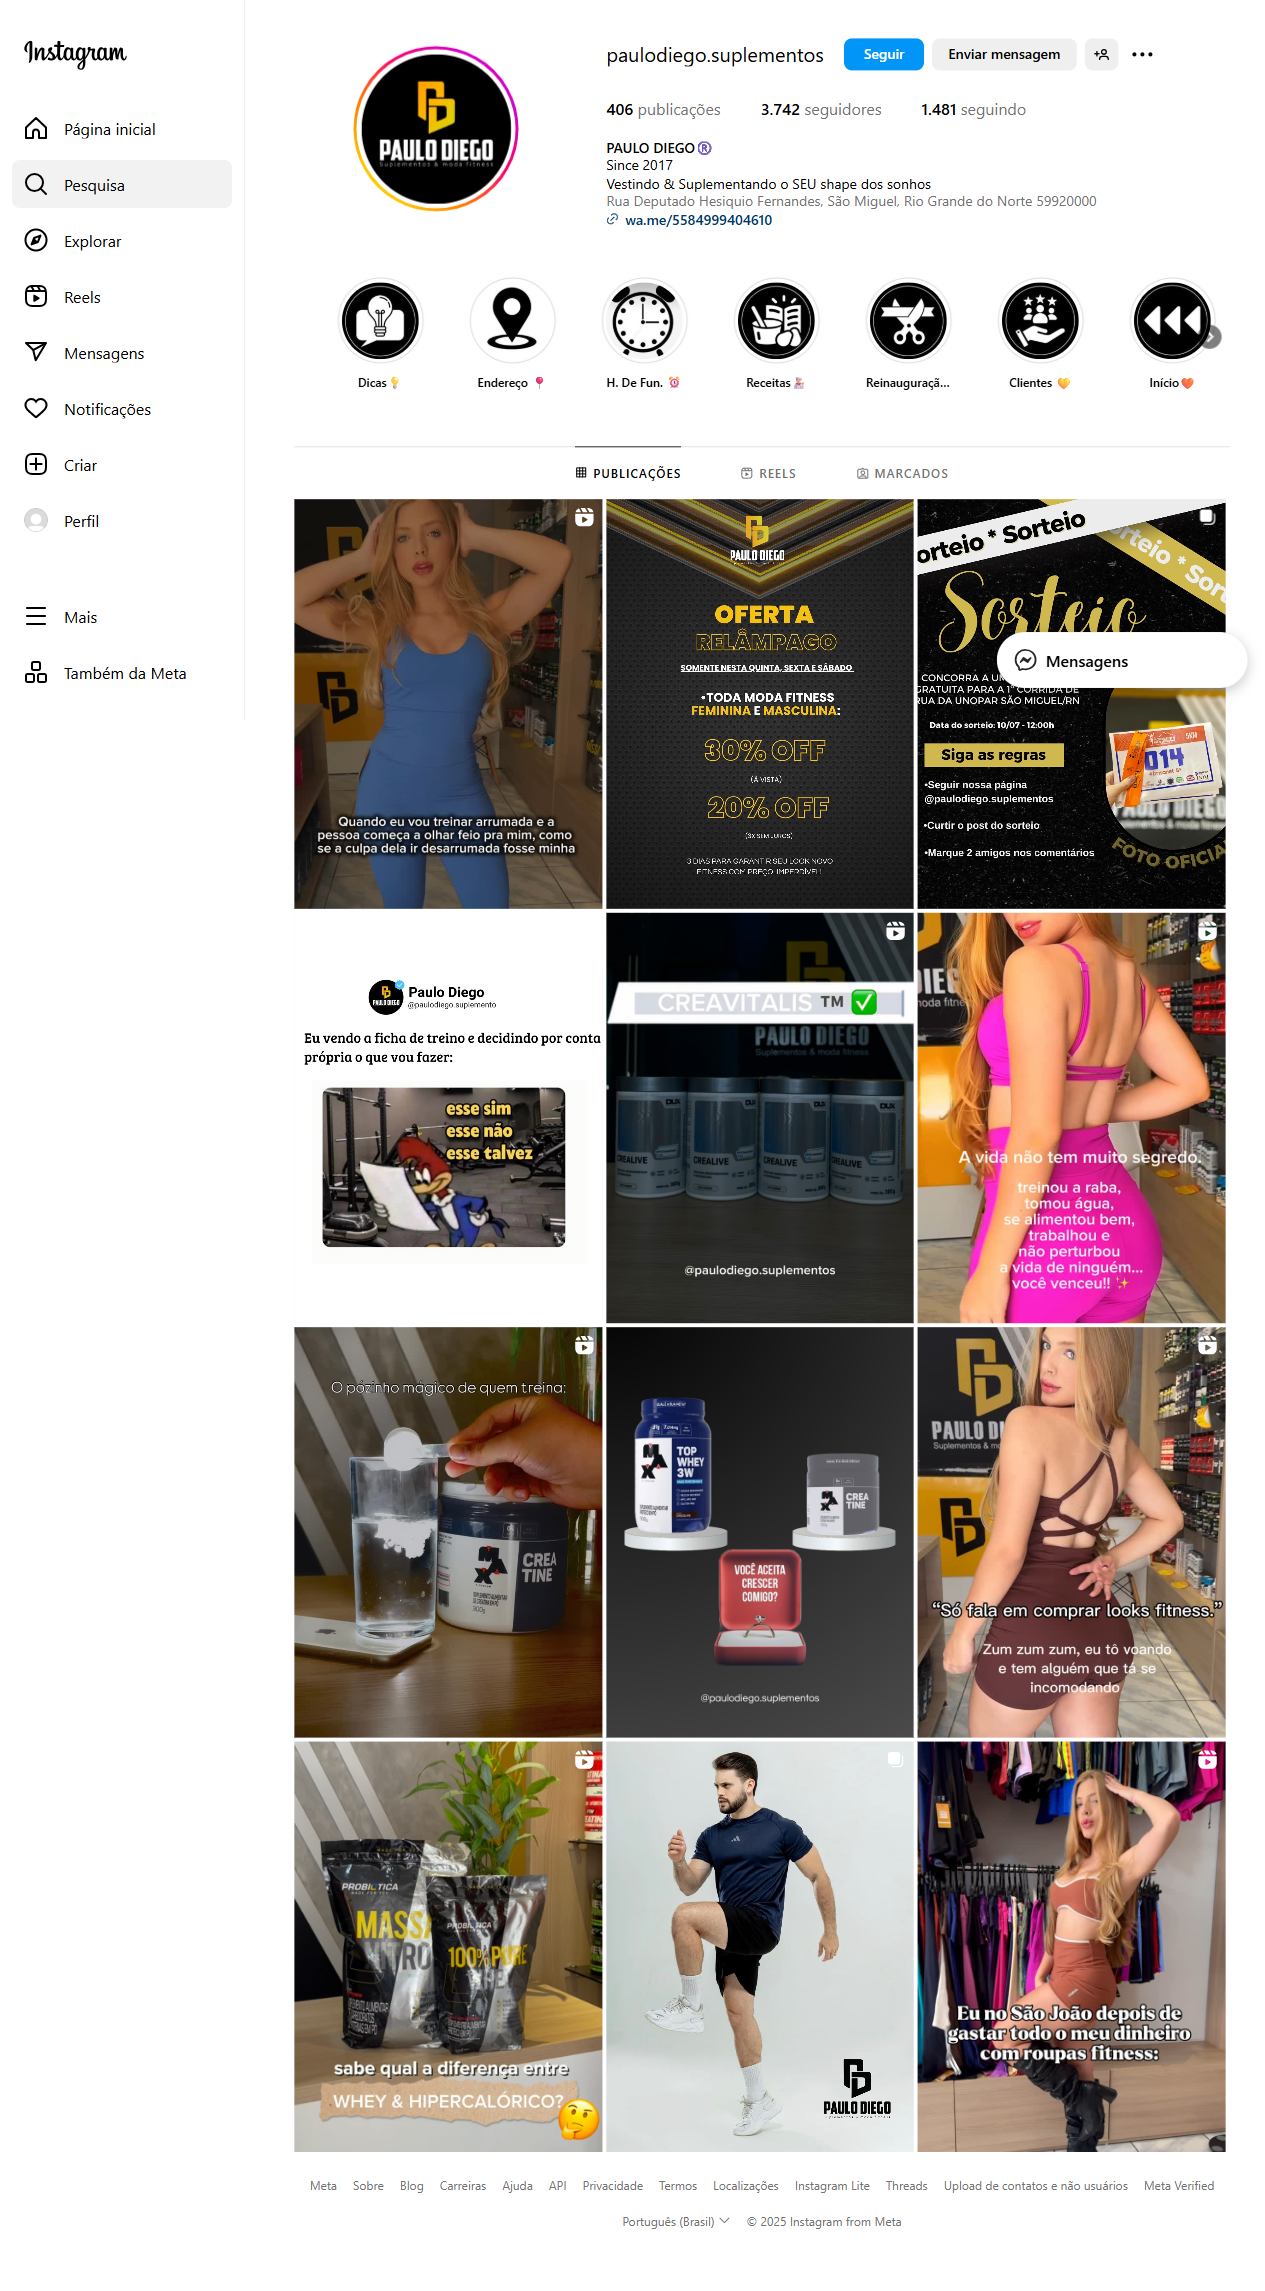 Instagram
Página inicial
Pesquisa
Explorar
Reels
Mensagens
Notificações
Criar
Perfil
Mais
Também da Meta
PAULO DIEGO
Suplementos & moda fitness
paulodiego.suplementos
Seguir
Enviar mensagem
406 publicações
3.742 seguidores
1.481 seguindo
PAULO DIEGO®
Since 2017
Vestindo & Suplementando o SEU shape dos sonhos
Rua Deputado Hesiquio Fernandes, São Miguel, Rio Grande do Norte 59920000
wa.me/5584999404610
Dicas💡
Endereço 📍
H. De Fun. ⏰
Receitas
Reinauguraçã...
Clientes 🧡
Início
PUBLICAÇÕES
REELS
MARCADOS
Quando eu vou treinar arrumada e a
pessoa começa a olhar feio pra mim, como
se a culpa dela ir desarrumada fosse minha
PAULO DIEGO
OFERTA
RELÂMPAGO
SOMENTE NESTA QUINTA, SEXTA E SÁBADO
•TODA MODA FITNESS
FEMININA E MASCULINA:
30% OFF
(À VISTA)
20% OFF
(3X SEM JUROS)
3 DIAS PARA GARANTIR SEU LOOK NOVO
FITNESS COM PREÇO IMPERDÍVEL!
orteio * Sorteio
teio * Sort
Sorteio
CONCORRA A UM
GRATUITA PARA A 1ª CORRIDA DE
RUA DA UNOPAR SÃO MIGUEL/RN
Data do sorteio: 10/07 - 12:00h
Siga as regras
•Seguir nossa página
@paulodiego.suplementos
•Curtir o post do sorteio
•Marque 2 amigos nos comentários
014
FOTO OFICIA
Mensagens
Paulo Diego
@paulodiego.suplemento
Eu vendo a ficha de treino e decidindo por conta
própria o que vou fazer:
esse sim
esse não
esse talvez
CREAVITALIS TM ✅
PAULO DIEGO
Suplementos & moda fitness
DUX
CREALIVE
CREALIVE
CREALIVE
CREALIVE
@paulodiego.suplementos
A vida não tem muito segredo.
treinou a raba,
tomou água,
se alimentou bem,
trabalhou e
não perturbou
a vida de ninguém...
você venceu!! ✨
O pózinho mágico de quem treina:
MAX
CREA
TINE
300g
TOP
WHEY
3W
MAX
CREA
TINE
VOCÊ ACEITA
CRESCER
COMIGO?
@paulodiego.suplementos
PAULO DI
Suplementos & mo
“Só fala em comprar looks fitness.”
Zum zum zum, eu tô voando
e tem alguém que tá se
incomodando
PROBIÓTICA
MASSA
NITRO
PROBIÓTICA
100% PURE
sabe qual a diferença entre
WHEY & HIPERCALÓRICO?
🤔
PAULO DIEGO
Eu no São João depois de
gastar todo o meu dinheiro
com roupas fitness:
Meta
Sobre
Blog
Carreiras
Ajuda
API
Privacidade
Termos
Localizações
Instagram Lite
Threads
Upload de contatos e não usuários
Meta Verified
Português (Brasil)
© 2025 Instagram from Meta